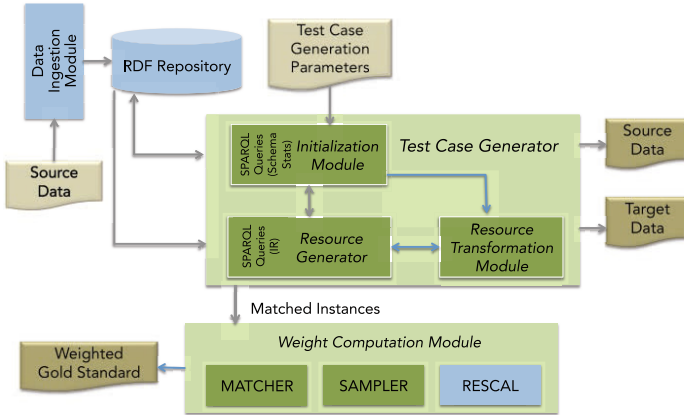 Data
Ingestion
Module
RDF Repository
Test Case
Generation
Parameters
Source
Data
SPARQL
Queries
(Schema
Stats)
Initialization
Module
Test Case Generator
Source
Data
SPARQL
Queries
(IR)
Resource
Generator
Resource
Transformation
Module
Target
Data
Matched Instances
Weight Computation Module
Weighted
Gold Standard
MATCHER
SAMPLER
RESCAL